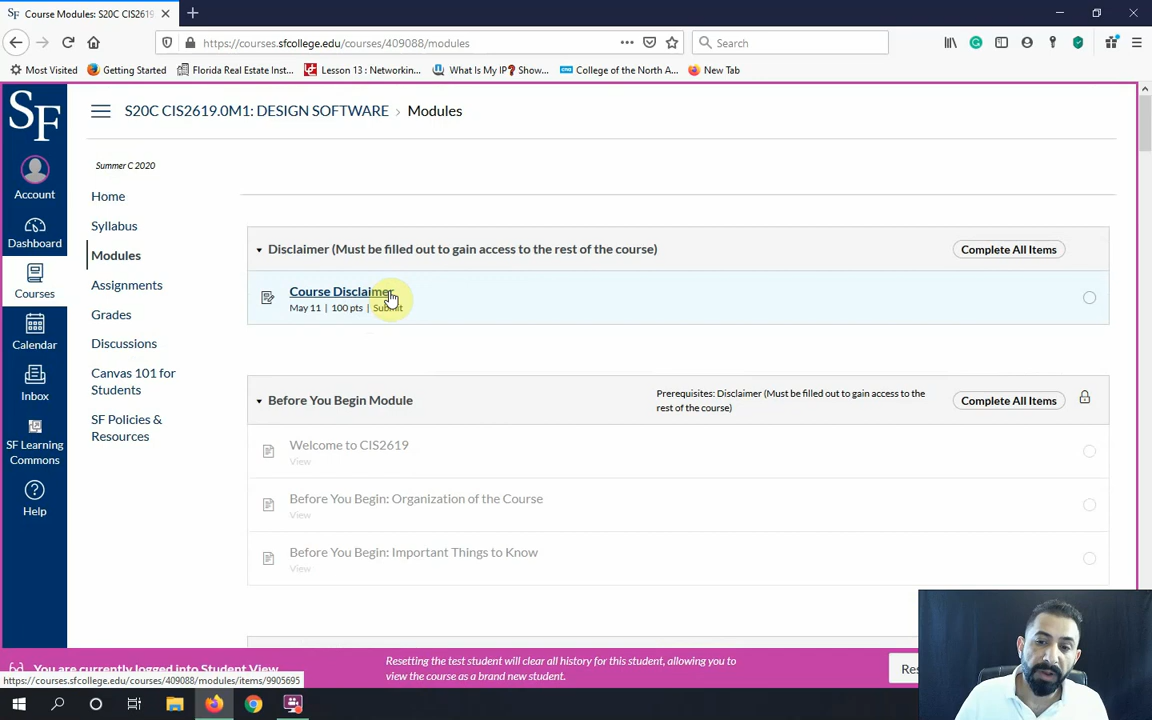 SF Course Modules: S20C CIS2619
https://courses.sfcollege.edu/courses/409088/modules
Search
Most Visited
Getting Started
Florida Real Estate Inst...
Lesson 13 : Networkin...
What Is My IP? Show...
College of the North A...
New Tab
SF
S20C CIS2619.0M1: DESIGN SOFTWARE › Modules
Account
Dashboard
Courses
Calendar
Inbox
SF Learning
Commons
Help
Summer C 2020
Home
Syllabus
Modules
Assignments
Grades
Discussions
Canvas 101 for
Students
SF Policies &
Resources
Disclaimer (Must be filled out to gain access to the rest of the course)
Complete All Items
Course Disclaimer
May 11 | 100 pts | Submit
Before You Begin Module
Prerequisites: Disclaimer (Must be filled out to gain access to the
rest of the course)
Complete All Items
Welcome to CIS2619
View
Before You Begin: Organization of the Course
View
Before You Begin: Important Things to Know
View
You are currently logged into Student View
Resetting the test student will clear all history for this student, allowing you to
view the course as a brand new student.
https://courses.sfcollege.edu/courses/409088/modules/items/9905695